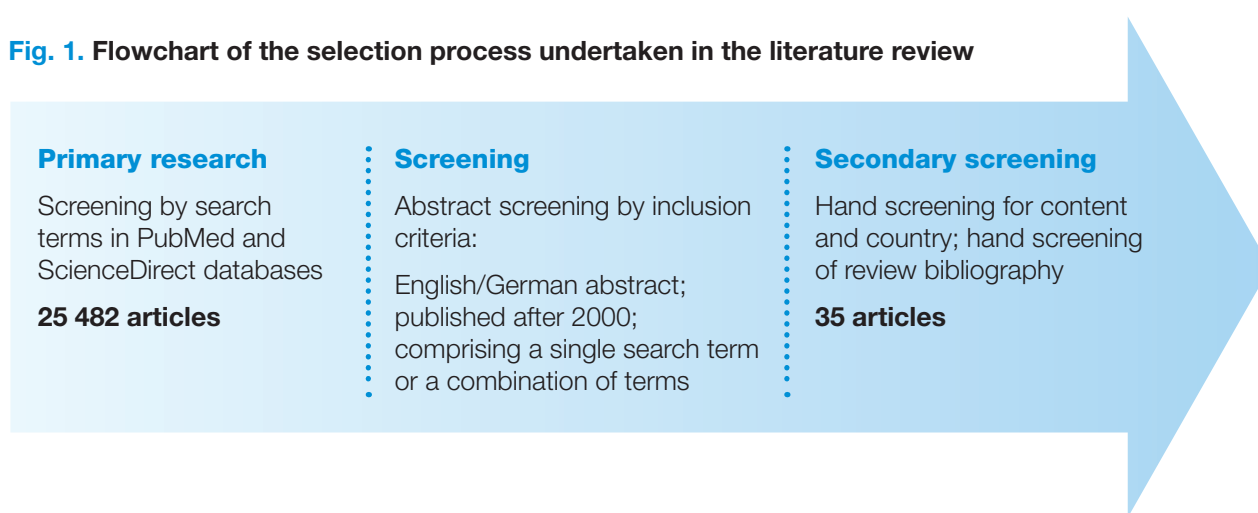 Fig. 1. Flowchart of the selection process undertaken in the literature review
Primary research
Screening by search
terms in PubMed and
ScienceDirect databases
25 482 articles
Screening
Abstract screening by inclusion
criteria:
English/German abstract;
published after 2000;
comprising a single search term
or a combination of terms
Secondary screening
Hand screening for content
and country; hand screening
of review bibliography
35 articles